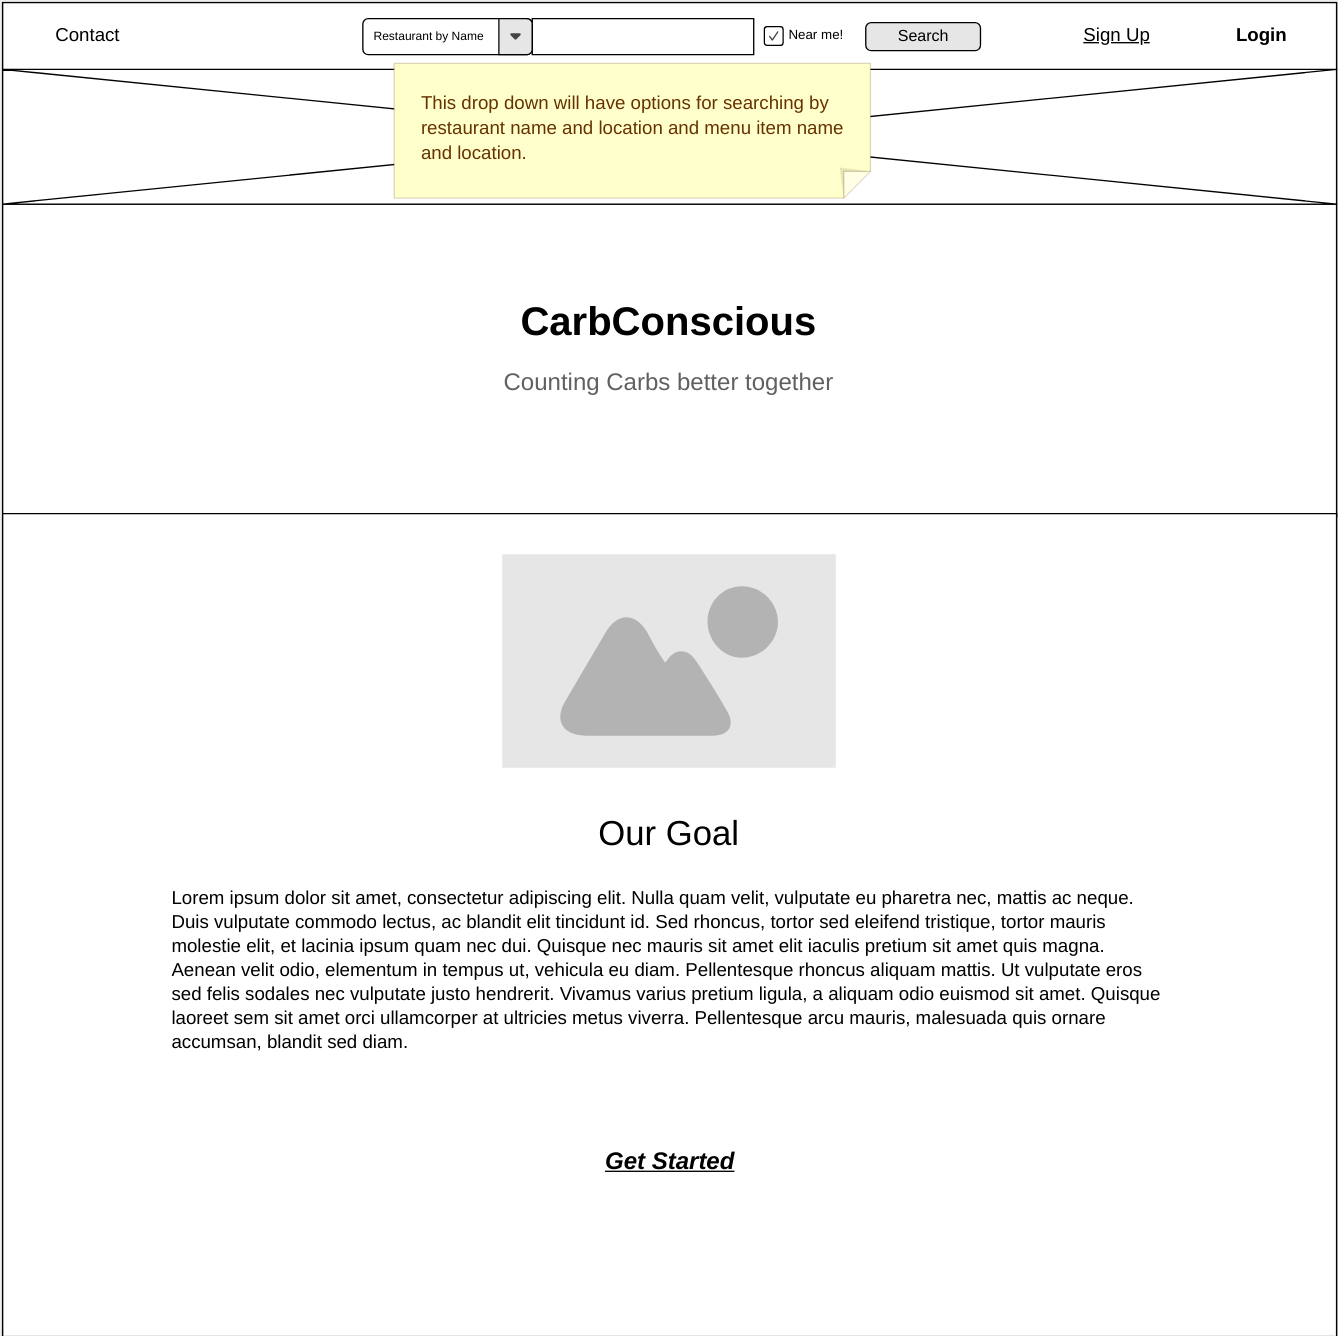 Contact
Restaurant by Name
Near me!
Search
Sign Up
Login
This drop down will have options for searching by
restaurant name and location and menu item name
and location.
CarbConscious
Counting Carbs better together
Our Goal
Lorem ipsum dolor sit amet, consectetur adipiscing elit. Nulla quam velit, vulputate eu pharetra nec, mattis ac neque.
Duis vulputate commodo lectus, ac blandit elit tincidunt id. Sed rhoncus, tortor sed eleifend tristique, tortor mauris
molestie elit, et lacinia ipsum quam nec dui. Quisque nec mauris sit amet elit iaculis pretium sit amet quis magna.
Aenean velit odio, elementum in tempus ut, vehicula eu diam. Pellentesque rhoncus aliquam mattis. Ut vulputate eros
sed felis sodales nec vulputate justo hendrerit. Vivamus varius pretium ligula, a aliquam odio euismod sit amet. Quisque
laoreet sem sit amet orci ullamcorper at ultricies metus viverra. Pellentesque arcu mauris, malesuada quis ornare
accumsan, blandit sed diam.
Get Started